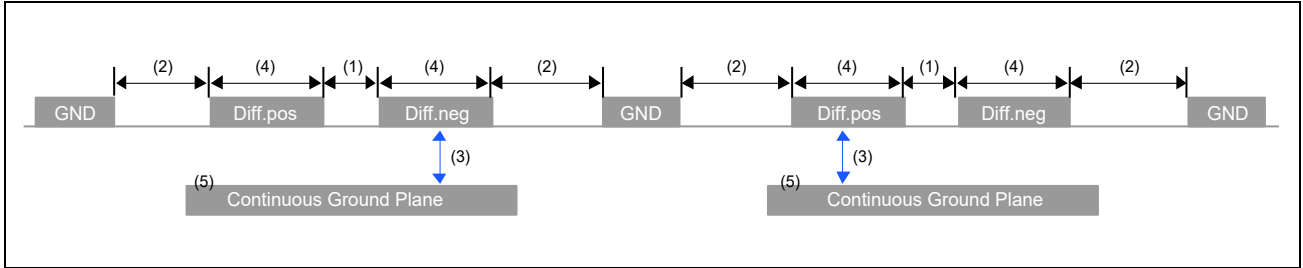 (2) (4) (1) (4) (2) (2) (4) (1) (4) (2)
GND Diff.pos Diff.neg GND Diff.pos Diff.neg GND
(3) (3)
(5) (5)
Continuous Ground Plane Continuous Ground Plane